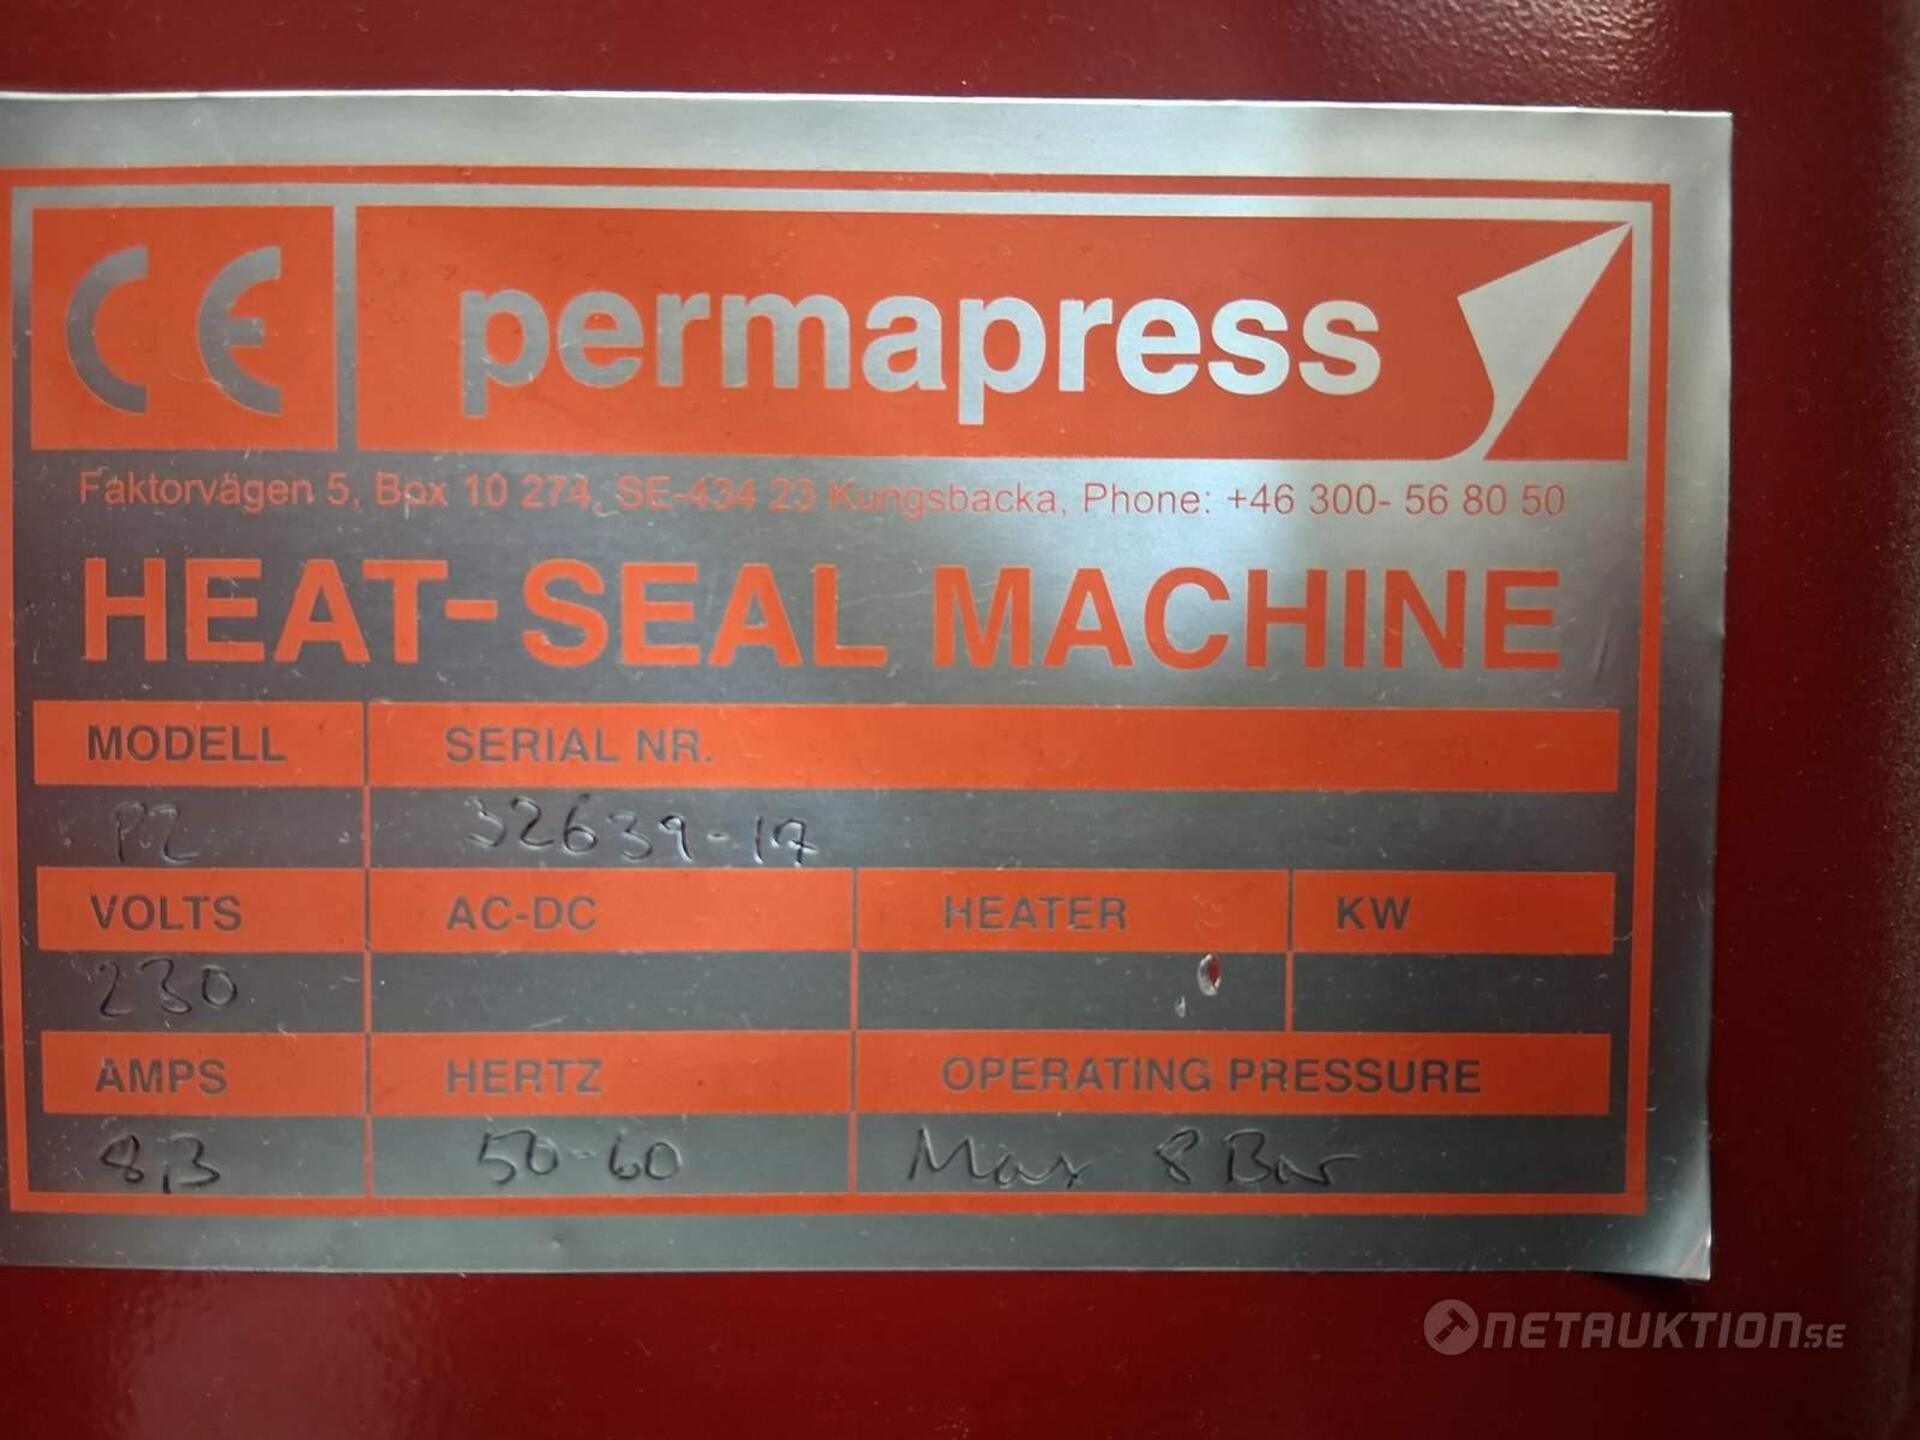 CE permapress
Faktorvägen 5, Box 10 274, SE-434 23 Kungsbacka, Phone: +46 300- 56 80 50
HEAT-SEAL MACHINE
MODELL SERIAL NR.
P2 32639-17
VOLTS AC-DC HEATER KW
230
AMPS HERTZ OPERATING PRESSURE
8,3 50-60 Max 8 Bar
NETAUKTION.SE